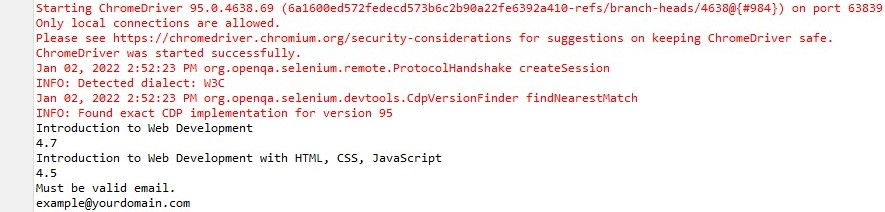 Starting ChromeDriver 95.0.4638.69 (6a1600ed572fedecd573b6c2b90a22fe6392a410-refs/branch-heads/4638@{#984}) on port 63839
Only local connections are allowed.
Please see https://chromedriver.chromium.org/security-considerations for suggestions on keeping ChromeDriver safe.
ChromeDriver was started successfully.
Jan 02, 2022 2:52:23 PM org.openqa.selenium.remote.ProtocolHandshake createSession
INFO: Detected dialect: W3C
Jan 02, 2022 2:52:23 PM org.openqa.selenium.devtools.CdpVersionFinder findNearestMatch
INFO: Found exact CDP implementation for version 95
Introduction to Web Development
4.7
Introduction to Web Development with HTML, CSS, JavaScript
4.5
Must be valid email.
example@yourdomain.com